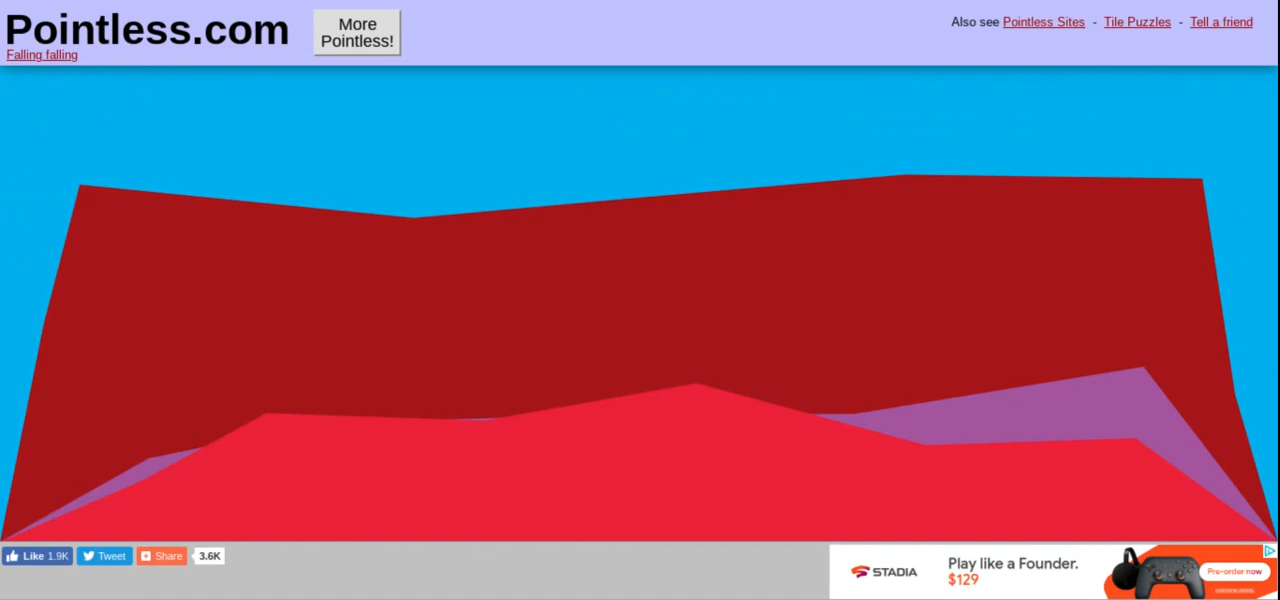 Pointless.com
Falling falling
More
Pointless!
Also see Pointless Sites - Tile Puzzles - Tell a friend
Like 1.9K
Tweet
Share
3.6K
STADIA
Play like a Founder.
$129
Pre-order now